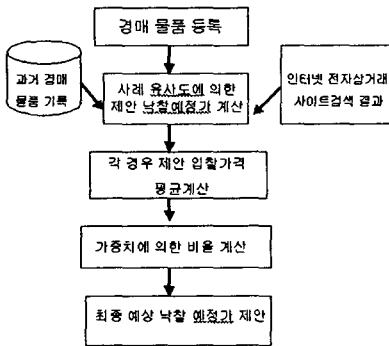 경매 물품 등록
과거 경매
물품 기록
사례 유사도에 의한
제안 낙찰예정가 계산
인터넷 전자상거래
사이트검색 결과
각 경우 제안 입찰가격
평균계산
가중치에 의한 비율 계산
최종 예상 낙찰 예정가 제안